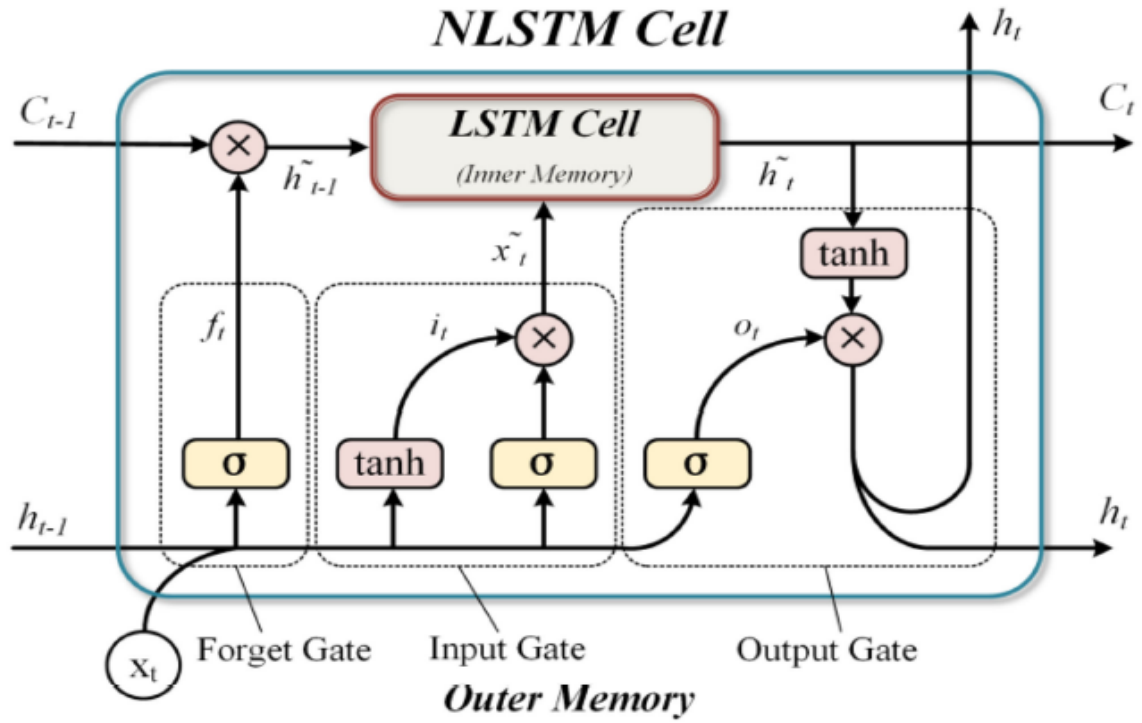 NLSTM Cell
h_t
C_{t-1}
C_t
LSTM Cell
(Inner Memory)
×
h̃_{t-1}
h̃_t
x̃_t
tanh
f_t
i_t
×
o_t
×
σ
tanh
σ
σ
h_{t-1}
h_t
x_t
Forget Gate
Input Gate
Output Gate
Outer Memory